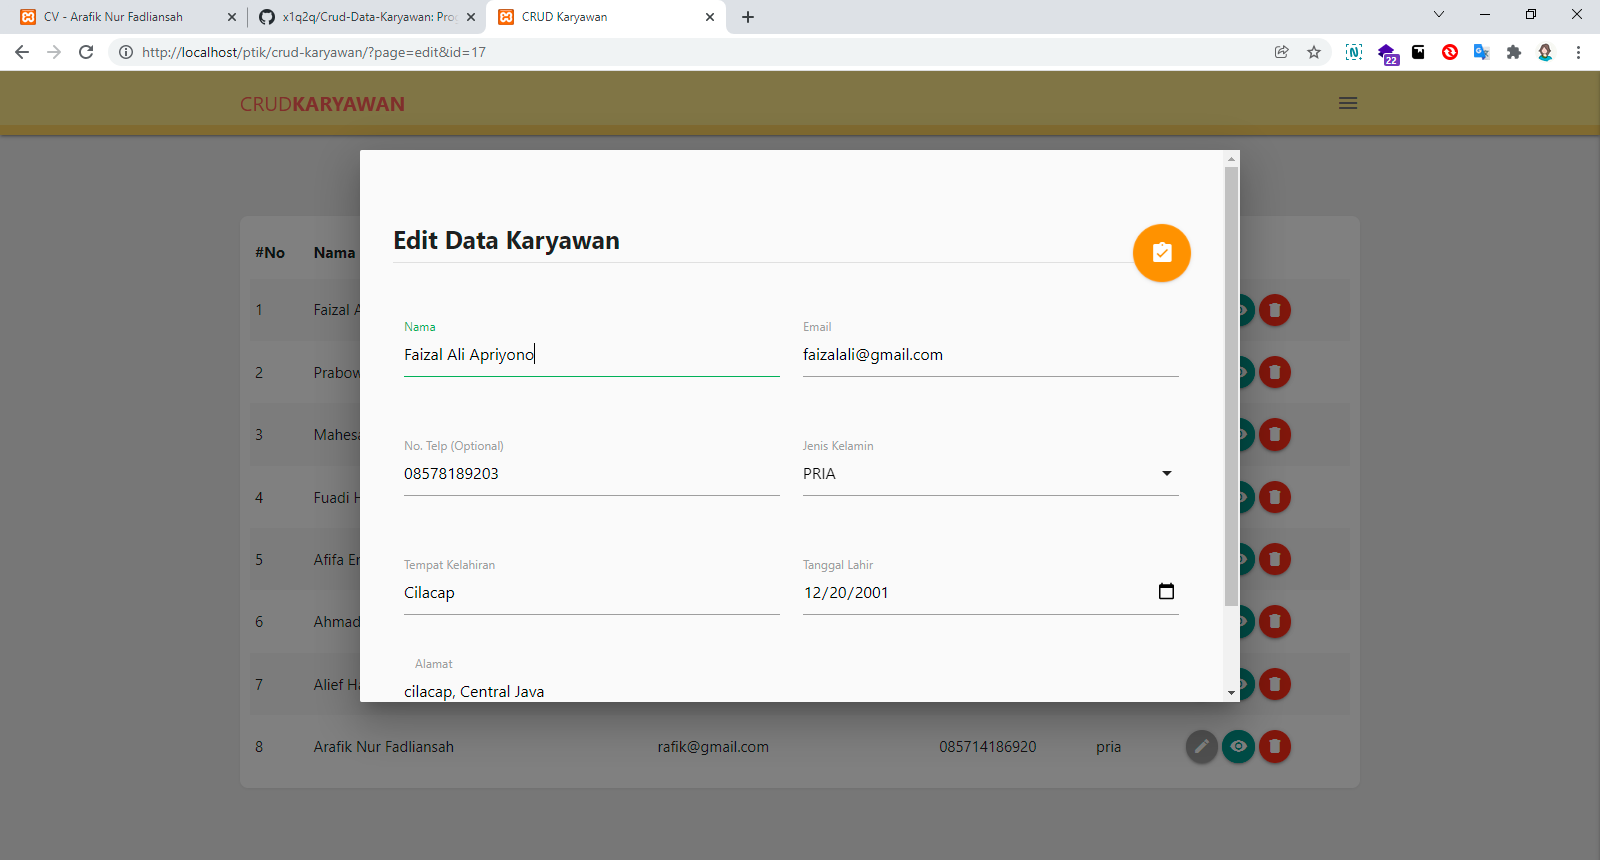 CV - Arafik Nur Fadliansah
x1q2q/Crud-Data-Karyawan: Pro
CRUD Karyawan
http://localhost/ptik/crud-karyawan/?page=edit&id=17
22
CRUDKARYAWAN
Edit Data Karyawan
#No Nama
1 Faizal A
2 Prabow
3 Mahesa
4 Fuadi H
5 Afifa Er
6 Ahmad
7 Alief Ha
Nama
Faizal Ali Apriyono
Email
faizalali@gmail.com
No. Telp (Optional)
08578189203
Jenis Kelamin
PRIA
Tempat Kelahiran
Cilacap
Tanggal Lahir
12/20/2001
Alamat
cilacap, Central Java
8 Arafik Nur Fadliansah rafik@gmail.com 085714186920 pria